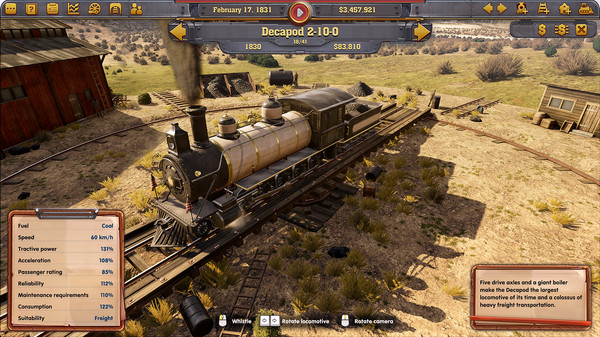 February 17. 1831
$3.457.921
Decapod 2-10-0
18/41
1830
$83.810
Fuel Coal
Speed 60 km/h
Tractive power 131%
Acceleration 108%
Passenger rating 85%
Reliability 112%
Maintenance requirements 110%
Consumption 122%
Suitability Freight
Five drive axles and a giant boiler
make the Decapod the largest
locomotive of its time and a colossus of
heavy freight transportation.
Whistle
Rotate locomotive
Rotate camera